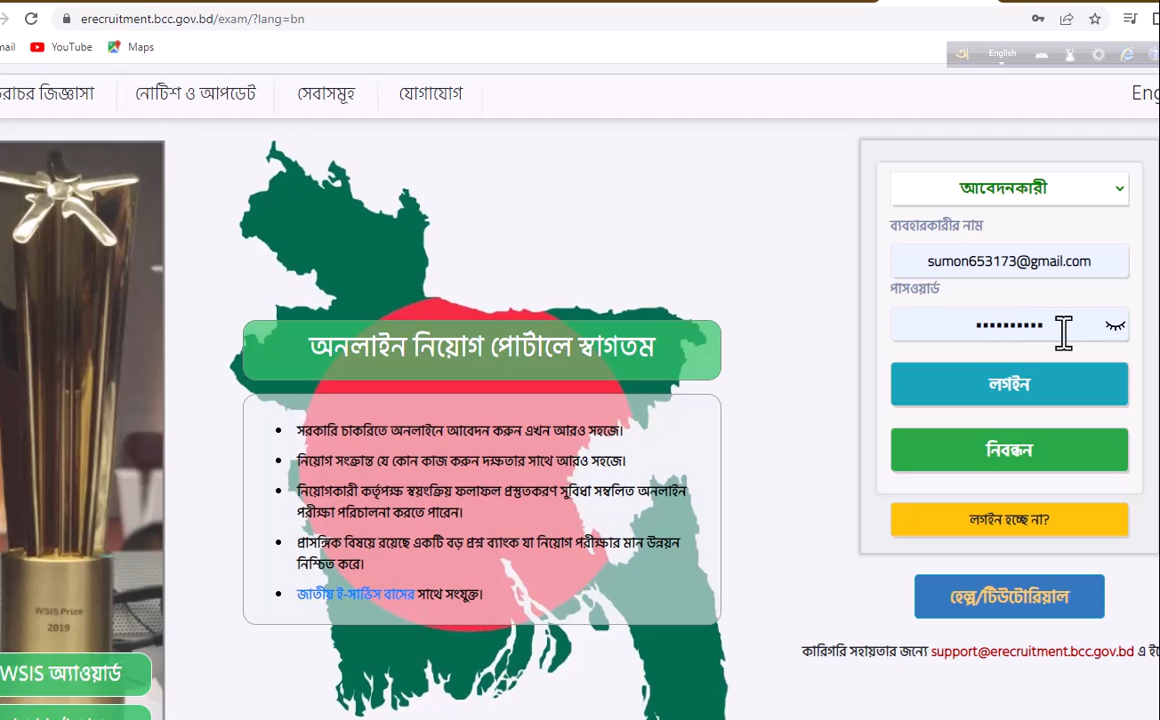 erecruitment.bcc.gov.bd/exam/?lang=bn
YouTube
Maps
English
জিজ্ঞাসা
নোটিশ ও আপডেট
সেবাসমূহ
যোগাযোগ
আবেদনকারী
ব্যবহারকারীর নাম
sumon653173@gmail.com
পাসওয়ার্ড
লগইন
নিবন্ধন
লগইন হচ্ছে না?
হেল্প/টিউটোরিয়াল
কারিগরি সহায়তার জন্যে support@erecruitment.bcc.gov.bd এ
অনলাইন নিয়োগ পোর্টালে স্বাগতম
সরকারি চাকরিতে অনলাইনে আবেদন করুন এখন আরও সহজে।
নিয়োগ সংক্রান্ত যে কোন কাজ করুন দক্ষতার সাথে আরও সহজে।
নিয়োগকারী কর্তৃপক্ষ স্বয়ংক্রিয় ফলাফল প্রস্তুতকরণ সুবিধা সম্বলিত অনলাইন
পরীক্ষা পরিচালনা করতে পারেন।
প্রাসঙ্গিক বিষয়ে রয়েছে একটি বড় প্রশ্ন ব্যাংক যা নিয়োগ পরীক্ষার মান উন্নয়ন
নিশ্চিত করে।
জাতীয় ই-সার্ভিস বাসের সাথে সংযুক্ত।
WSIS Prize
2019
WSIS অ্যাওয়ার্ড